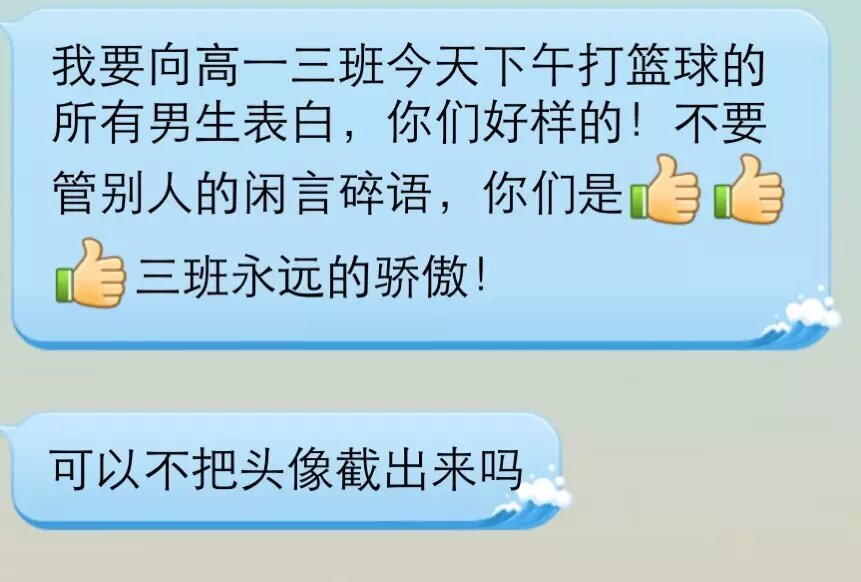 我要向高一三班今天下午打篮球的
所有男生表白，你们好样的！不要
管别人的闲言碎语，你们是👍👍
👍三班永远的骄傲！
可以不把头像截出来吗